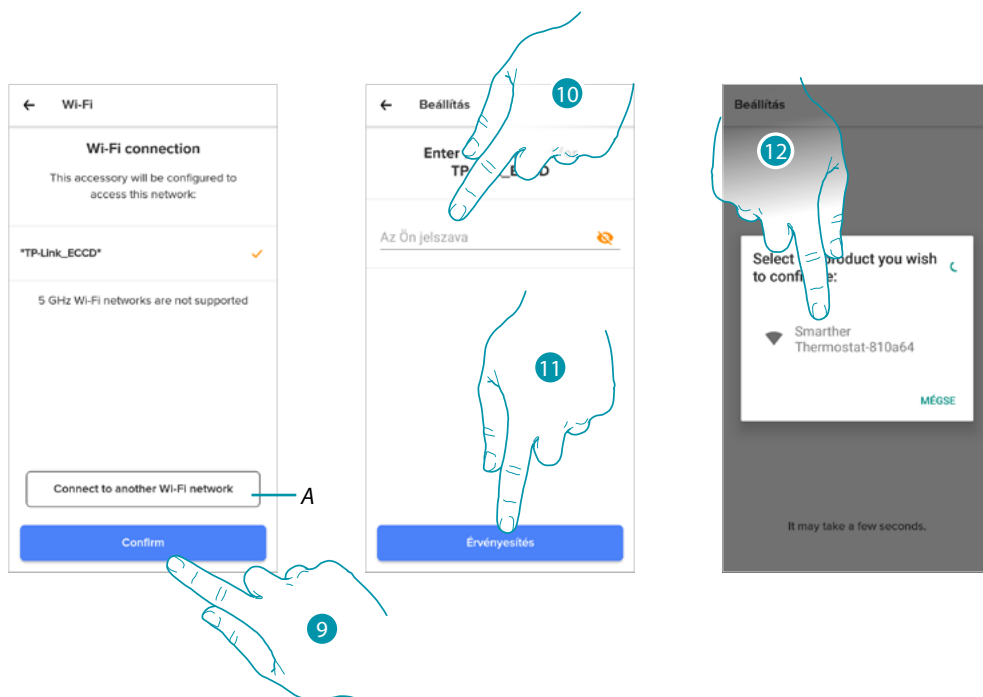 ← Wi-Fi
Wi-Fi connection
This accessory will be configured to
access this network:
"TP-Link_ECCD"
5 GHz Wi-Fi networks are not supported
Connect to another Wi-Fi network
A
Confirm
9
← Beállítás
10
Enter
TP
Az Ön jelszava
11
Érvényesítés
Beállítás
12
Select product you wish
to
Smarther
Thermostat-810a64
MÉGSE
It may take a few seconds.